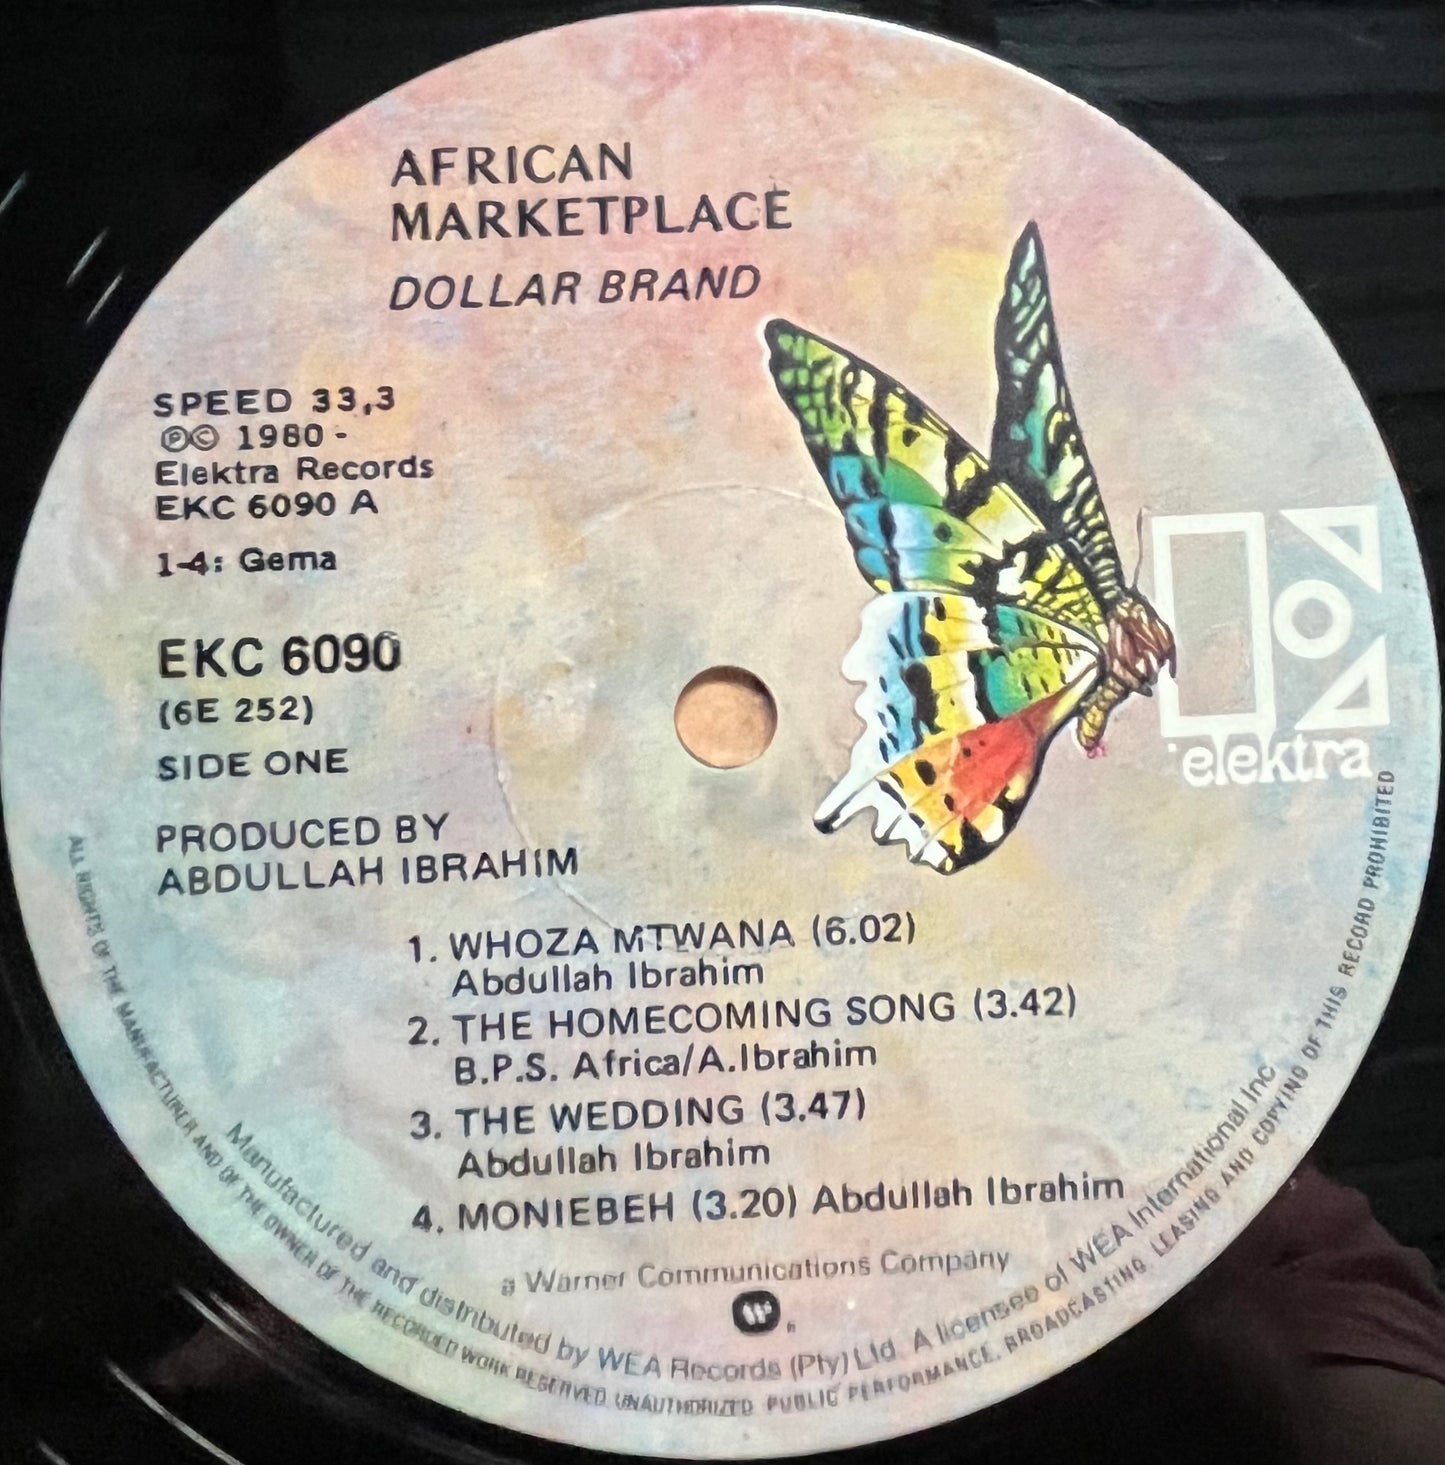 AFRICAN
MARKETPLACE
DOLLAR BRAND
SPEED 33,3
℗© 1980 -
Elektra Records
EKC 6090 A
1-4: Gema
EKC 6090
(6E 252)
SIDE ONE
PRODUCED BY
ABDULLAH IBRAHIM
elektra
1. WHOZA MTWANA (6.02)
Abdullah Ibrahim
2. THE HOMECOMING SONG (3.42)
B.P.S. Africa/A.Ibrahim
3. THE WEDDING (3.47)
Abdullah Ibrahim
4. MONIEBEH (3.20) Abdullah Ibrahim
a Warner Communications Company
Manufactured and distributed by WEA Records (Pty) Ltd. A licensee of WEA International Inc
ALL RIGHTS OF THE MANUFACTURER AND OF THE OWNER OF THE RECORDED WORK RESERVED UNAUTHORIZED PUBLIC PERFORMANCE, BROADCASTING, LEASING AND COPYING OF THIS RECORD PROHIBITED